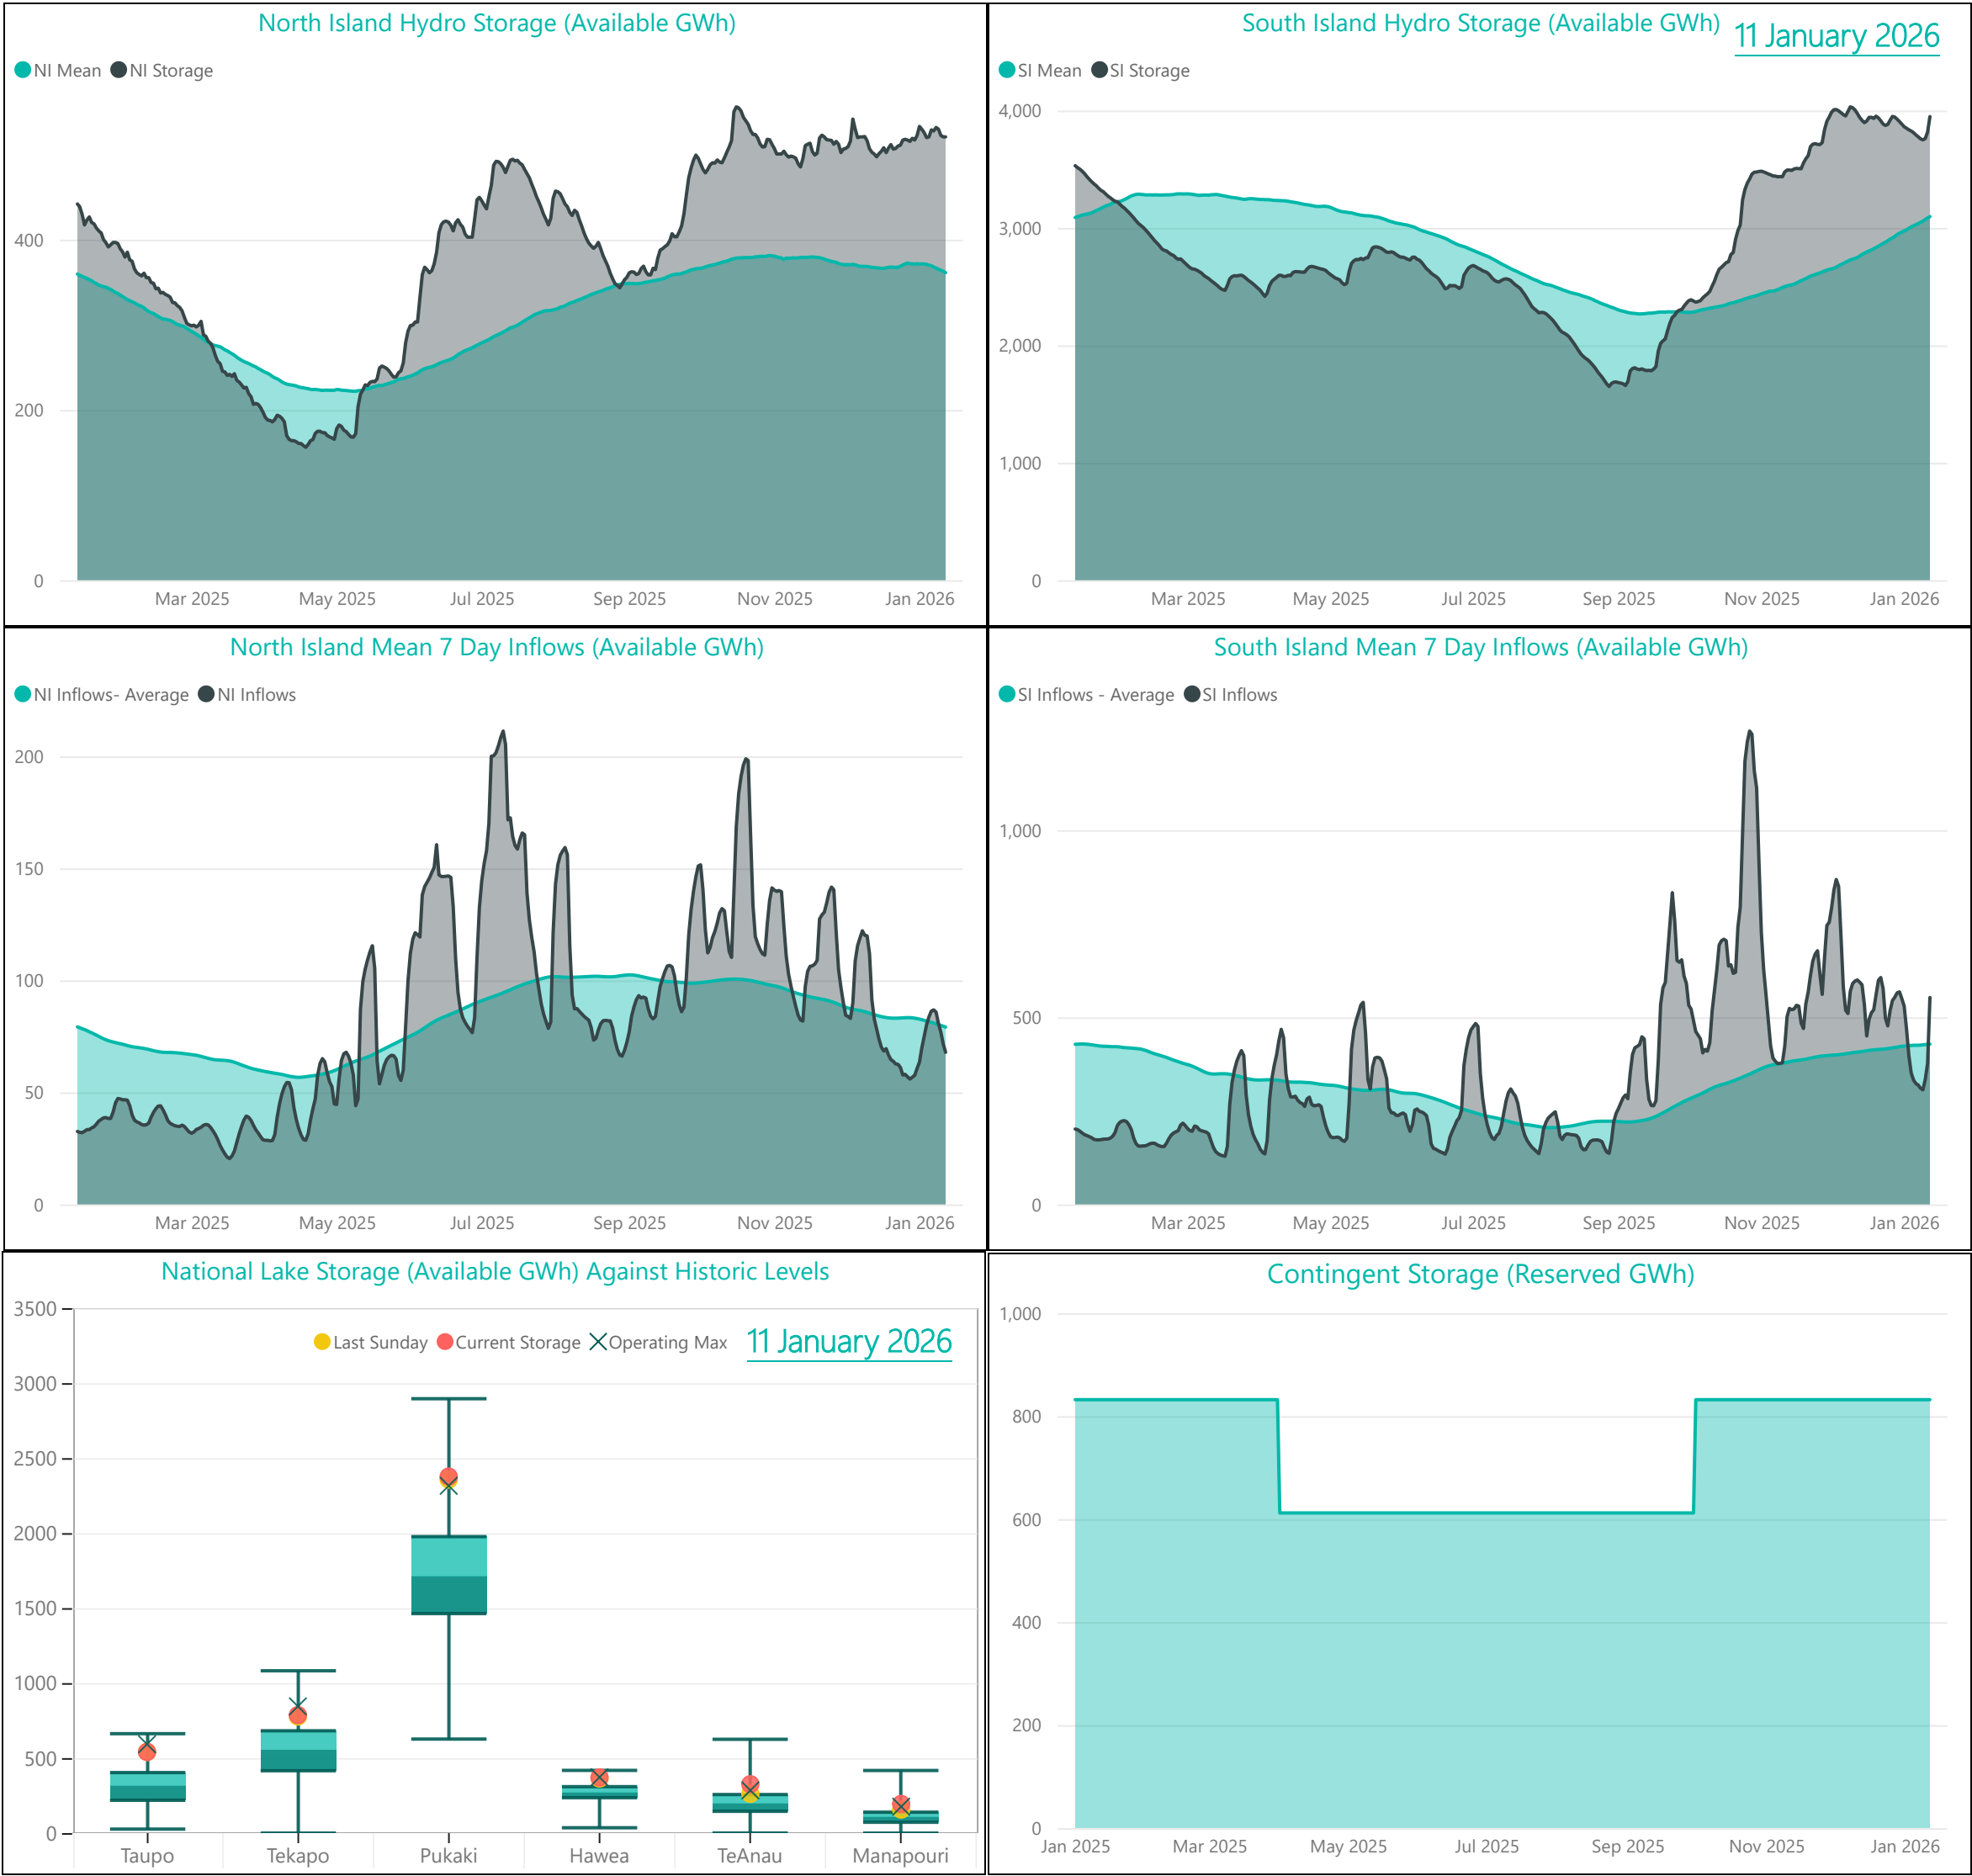 North Island Hydro Storage (Available GWh)
NI Mean NI Storage
400
200
0
Mar 2025 May 2025 Jul 2025 Sep 2025 Nov 2025 Jan 2026
South Island Hydro Storage (Available GWh)
11 January 2026
SI Mean SI Storage
4,000
3,000
2,000
1,000
0
Mar 2025 May 2025 Jul 2025 Sep 2025 Nov 2025 Jan 2026
North Island Mean 7 Day Inflows (Available GWh)
NI Inflows- Average NI Inflows
200
150
100
50
0
Mar 2025 May 2025 Jul 2025 Sep 2025 Nov 2025 Jan 2026
South Island Mean 7 Day Inflows (Available GWh)
SI Inflows - Average SI Inflows
1,000
500
0
Mar 2025 May 2025 Jul 2025 Sep 2025 Nov 2025 Jan 2026
National Lake Storage (Available GWh) Against Historic Levels
3500
Last Sunday Current Storage Operating Max 11 January 2026
3000
2500
2000
1500
1000
500
0
Taupo Tekapo Pukaki Hawea TeAnau Manapouri
Contingent Storage (Reserved GWh)
1,000
800
600
400
200
0
Jan 2025 Mar 2025 May 2025 Jul 2025 Sep 2025 Nov 2025 Jan 2026